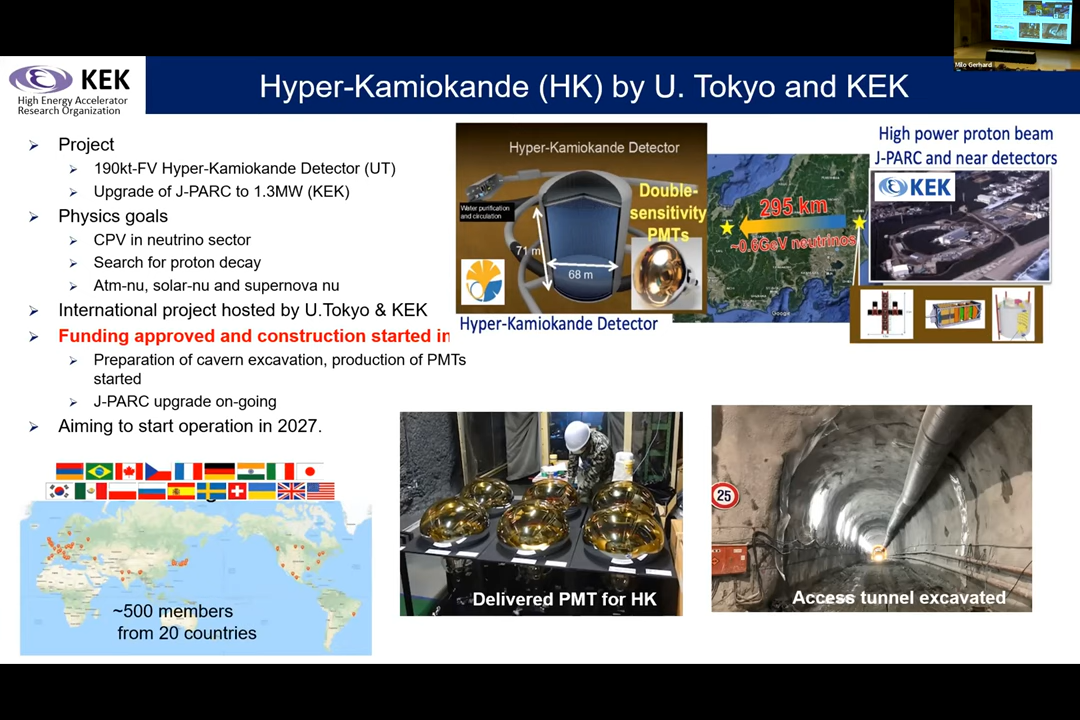 Milo Gerhard
KEK
High Energy Accelerator
Research Organization
Hyper-Kamiokande (HK) by U. Tokyo and KEK
Project
190kt-FV Hyper-Kamiokande Detector (UT)
Upgrade of J-PARC to 1.3MW (KEK)
Physics goals
CPV in neutrino sector
Search for proton decay
Atm-nu, solar-nu and supernova nu
International project hosted by U.Tokyo & KEK
Funding approved and construction started in
Preparation of cavern excavation, production of PMTs
started
J-PARC upgrade on-going
Aiming to start operation in 2027.
~500 members
from 20 countries
Hyper-Kamiokande Detector
Water purification
and circulation
71 m
68 m
Double-
sensitivity
PMTs
Hyper-Kamiokande Detector
295 km
~0.6GeV neutrinos
Google
High power proton beam
J-PARC and near detectors
KEK
Delivered PMT for HK
25
Access tunnel excavated